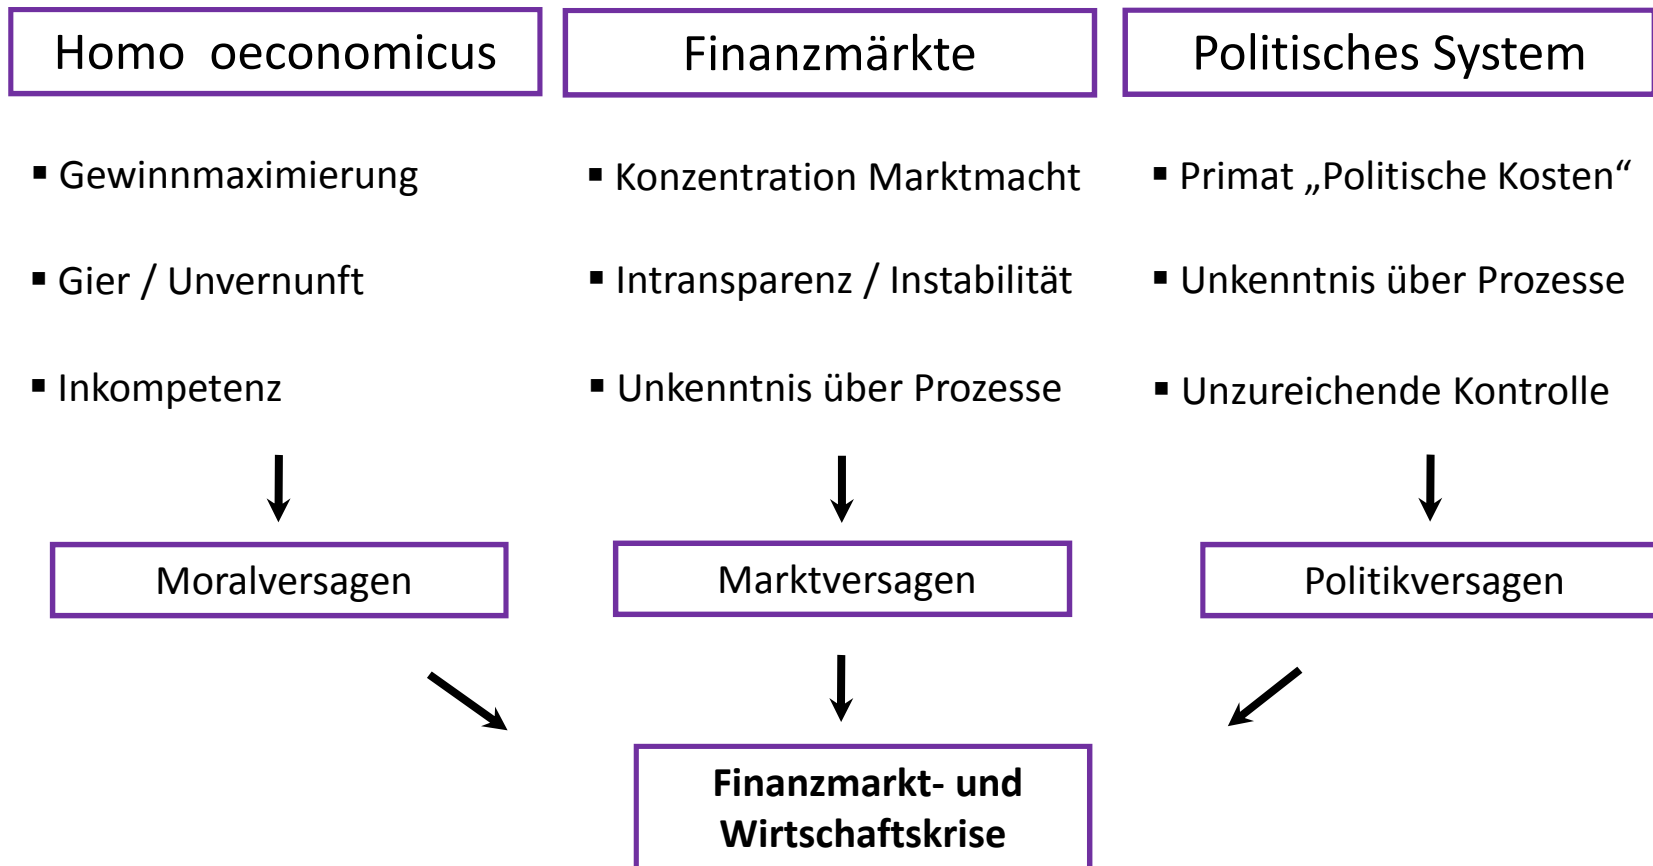 Homo oeconomicus
Finanzmärkte
Politisches System
▪ Gewinnmaximierung
▪ Konzentration Marktmacht
▪ Primat „Politische Kosten“
▪ Gier / Unvernunft
▪ Intransparenz / Instabilität
▪ Unkenntnis über Prozesse
▪ Inkompetenz
▪ Unkenntnis über Prozesse
▪ Unzureichende Kontrolle
Moralversagen
Marktversagen
Politikversagen
Finanzmarkt- und
Wirtschaftskrise